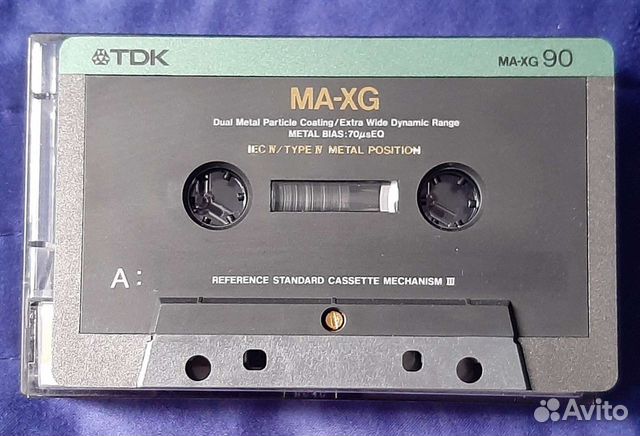 TDK
MA-XG 90
MA-XG
Dual Metal Particle Coating/Extra Wide Dynamic Range
METAL BIAS:70μsEQ
IEC IV/TYPE IV METAL POSITION
A:
REFERENCE STANDARD CASSETTE MECHANISM III
Avito